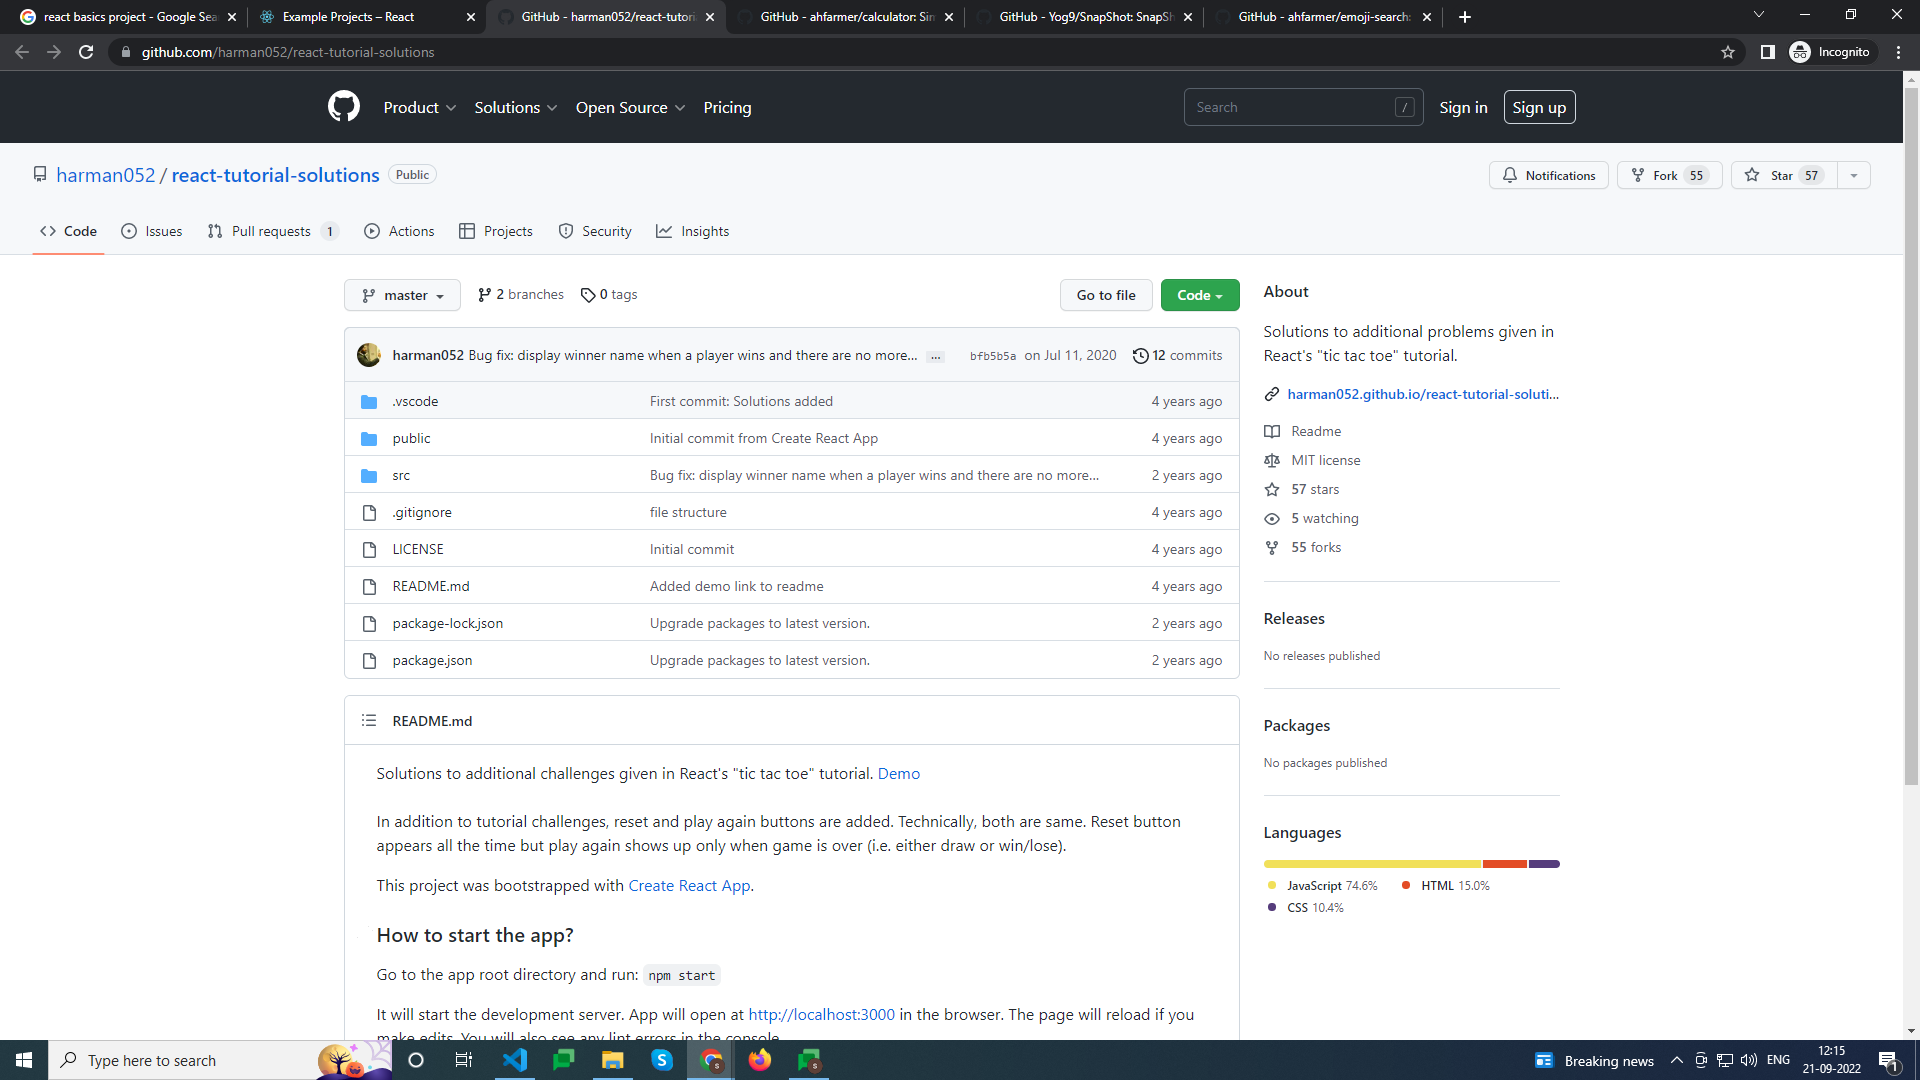 react basics project - Google Sea
Example Projects – React
GitHub - harman052/react-tutoria
GitHub - ahfarmer/calculator: Sim
GitHub - Yog9/SnapShot: SnapSh
GitHub - ahfarmer/emoji-search:
github.com/harman052/react-tutorial-solutions
Incognito
Product
Solutions
Open Source
Pricing
Search /
Sign in
Sign up
harman052 / react-tutorial-solutions Public
Notifications
Fork 55
Star 57
Code
Issues
Pull requests 1
Actions
Projects
Security
Insights
master
2 branches
0 tags
Go to file
Code
harman052 Bug fix: display winner name when a player wins and there are no more... ... bfb5b5a on Jul 11, 2020 12 commits
.vscode First commit: Solutions added 4 years ago
public Initial commit from Create React App 4 years ago
src Bug fix: display winner name when a player wins and there are no more... 2 years ago
.gitignore file structure 4 years ago
LICENSE Initial commit 4 years ago
README.md Added demo link to readme 4 years ago
package-lock.json Upgrade packages to latest version. 2 years ago
package.json Upgrade packages to latest version. 2 years ago
README.md
Solutions to additional challenges given in React's "tic tac toe" tutorial. Demo
In addition to tutorial challenges, reset and play again buttons are added. Technically, both are same. Reset button
appears all the time but play again shows up only when game is over (i.e. either draw or win/lose).
This project was bootstrapped with Create React App.
How to start the app?
Go to the app root directory and run: npm start
It will start the development server. App will open at http://localhost:3000 in the browser. The page will reload if you
make edits. You will also see any lint errors in the console.
About
Solutions to additional problems given in
React's "tic tac toe" tutorial.
harman052.github.io/react-tutorial-soluti...
Readme
MIT license
57 stars
5 watching
55 forks
Releases
No releases published
Packages
No packages published
Languages
JavaScript 74.6%
HTML 15.0%
CSS 10.4%
Type here to search
Breaking news
ENG
12:15
21-09-2022
1